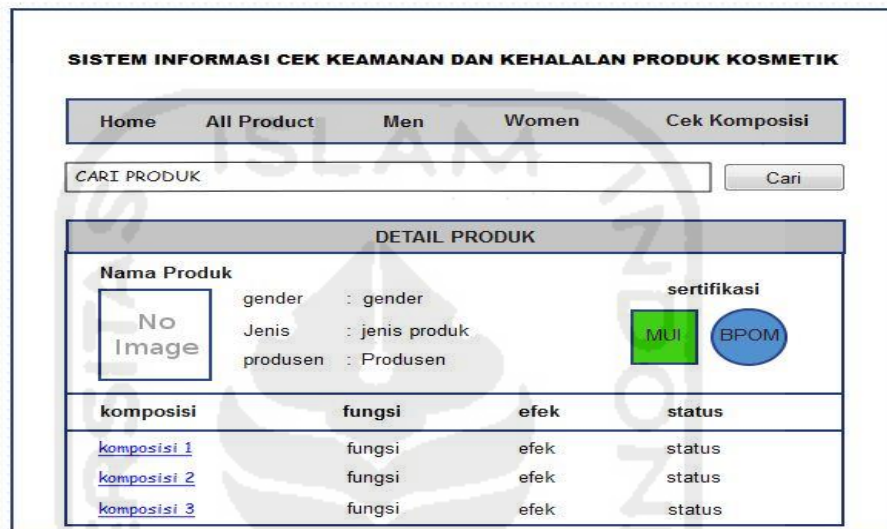 SISTEM INFORMASI CEK KEAMANAN DAN KEHALALAN PRODUK KOSMETIK
Home All Product Men Women Cek Komposisi
CARI PRODUK Cari
DETAIL PRODUK
Nama Produk
No Image
gender : gender
Jenis : jenis produk
produsen : Produsen
sertifikasi
MUI BPOM
komposisi fungsi efek status
komposisi 1 fungsi efek status
komposisi 2 fungsi efek status
komposisi 3 fungsi efek status
ISLAM